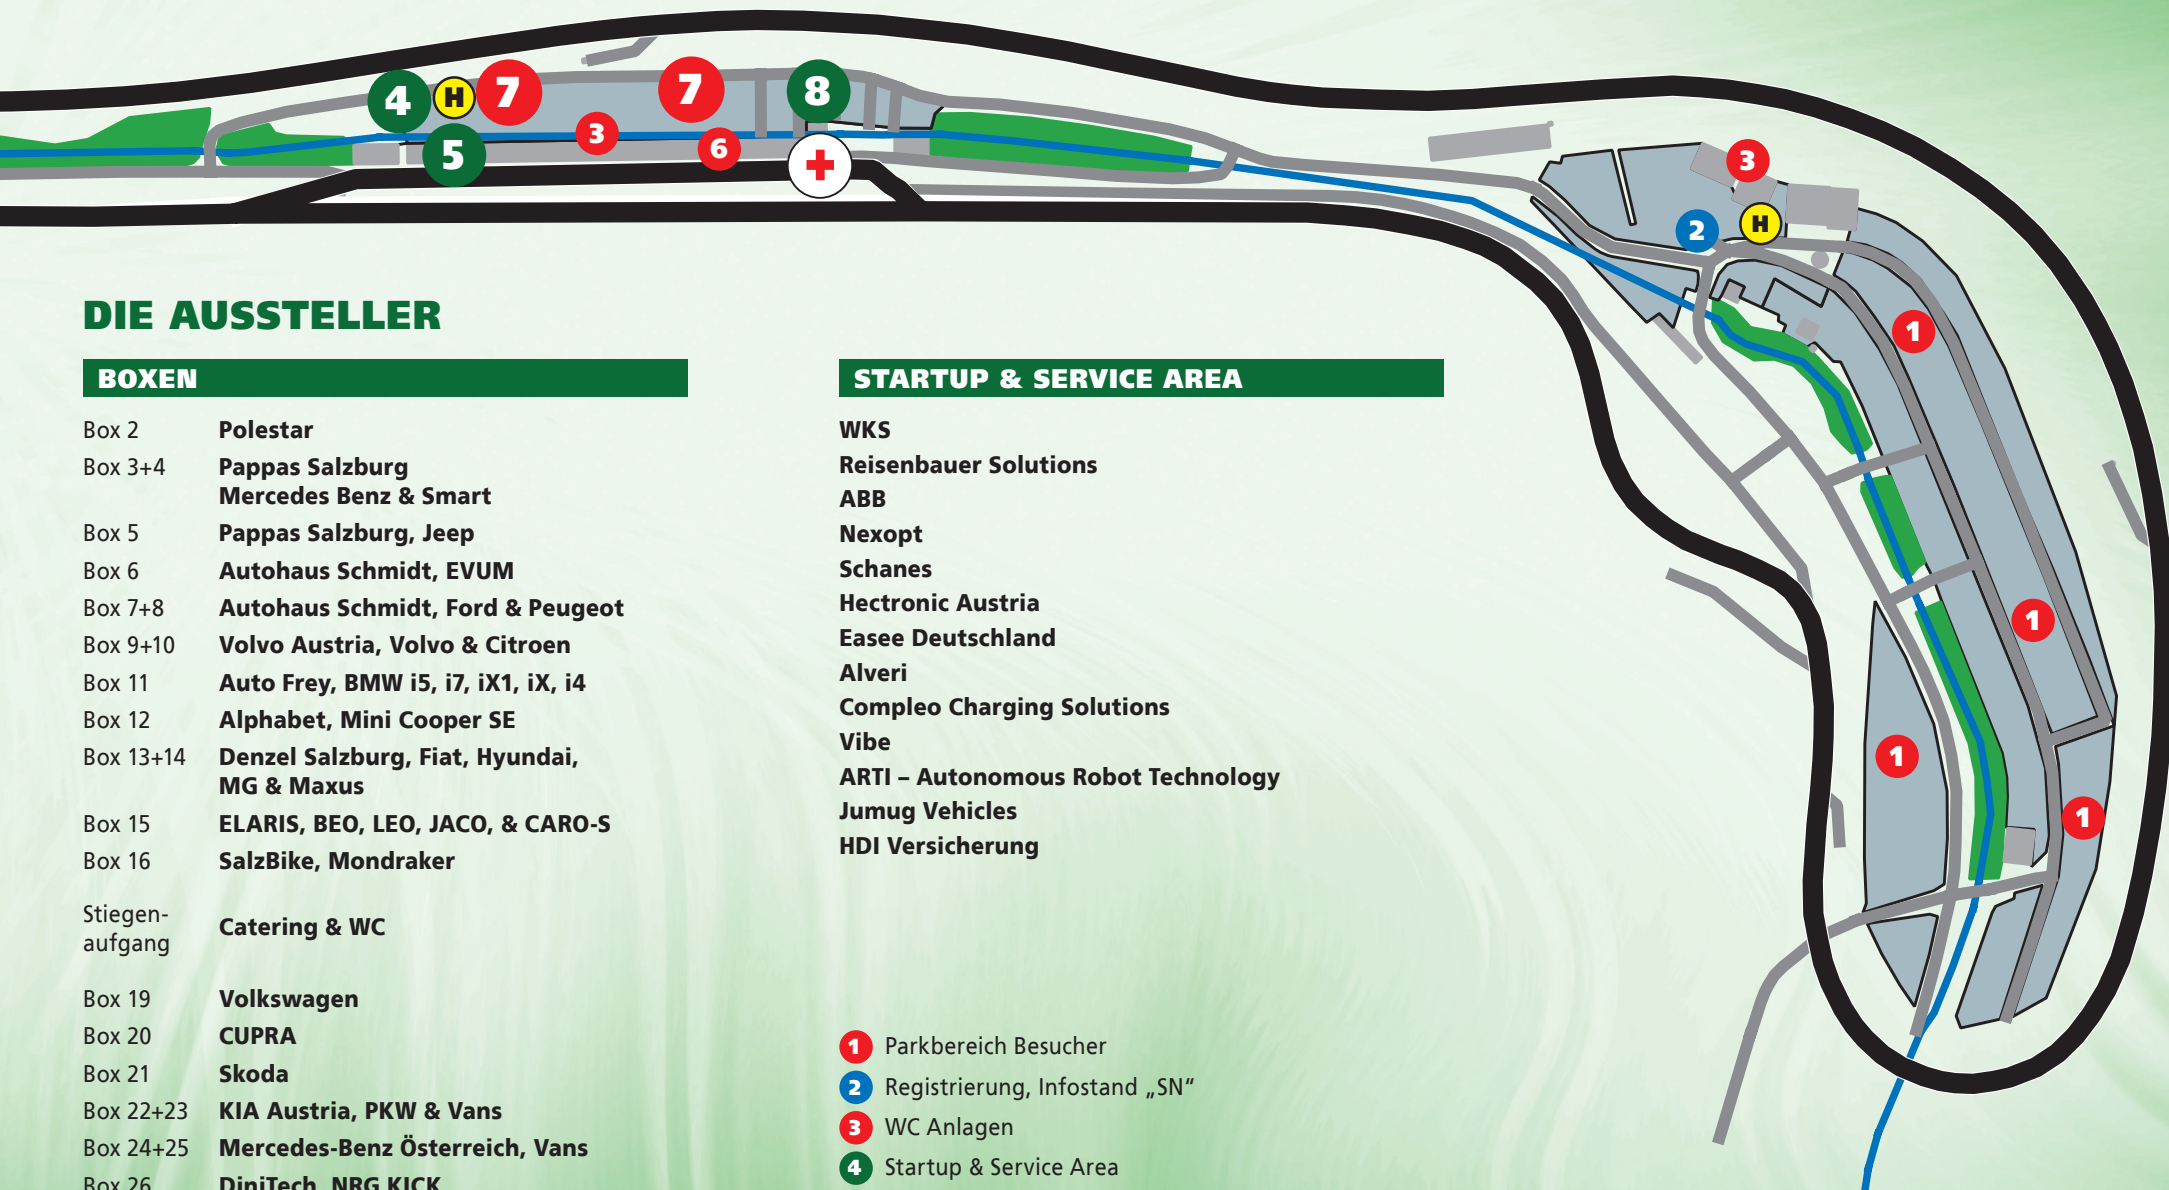 4
H
7
7
8
3
5
6
3
2
H
1
1
1
1
DIE AUSSTELLER
BOXEN
Box 2 Polestar
Box 3+4 Pappas Salzburg
Mercedes Benz & Smart
Box 5 Pappas Salzburg, Jeep
Box 6 Autohaus Schmidt, EVUM
Box 7+8 Autohaus Schmidt, Ford & Peugeot
Box 9+10 Volvo Austria, Volvo & Citroen
Box 11 Auto Frey, BMW i5, i7, iX1, iX, i4
Box 12 Alphabet, Mini Cooper SE
Box 13+14 Denzel Salzburg, Fiat, Hyundai,
MG & Maxus
Box 15 ELARIS, BEO, LEO, JACO, & CARO-S
Box 16 SalzBike, Mondraker
Stiegen-
aufgang
Catering & WC
Box 19 Volkswagen
Box 20 CUPRA
Box 21 Skoda
Box 22+23 KIA Austria, PKW & Vans
Box 24+25 Mercedes-Benz Österreich, Vans
Box 26 DiniTech, NRG KICK
STARTUP & SERVICE AREA
WKS
Reisenbauer Solutions
ABB
Nexopt
Schanes
Hectronic Austria
Easee Deutschland
Alveri
Compleo Charging Solutions
Vibe
ARTI – Autonomous Robot Technology
Jumug Vehicles
HDI Versicherung
1 Parkbereich Besucher
2 Registrierung, Infostand „SN“
3 WC Anlagen
4 Startup & Service Area